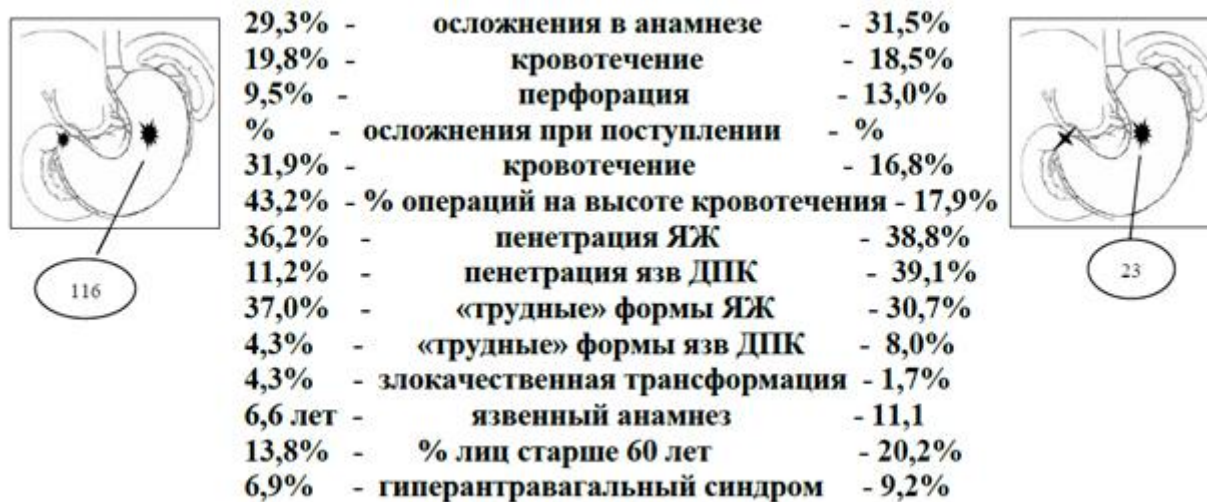 29,3% - осложнения в анамнезе - 31,5%
19,8% - кровотечение - 18,5%
9,5% - перфорация - 13,0%
% - осложнения при поступлении - %
31,9% - кровотечение - 16,8%
43,2% - % операций на высоте кровотечения - 17,9%
36,2% - пенетрация ЯЖ - 38,8%
11,2% - пенетрация язв ДПК - 39,1%
37,0% - «трудные» формы ЯЖ - 30,7%
4,3% - «трудные» формы язв ДПК - 8,0%
4,3% - злокачественная трансформация - 1,7%
6,6 лет - язвенный анамнез - 11,1
13,8% - % лиц старше 60 лет - 20,2%
6,9% - гиперантравагальный синдром - 9,2%
116
23